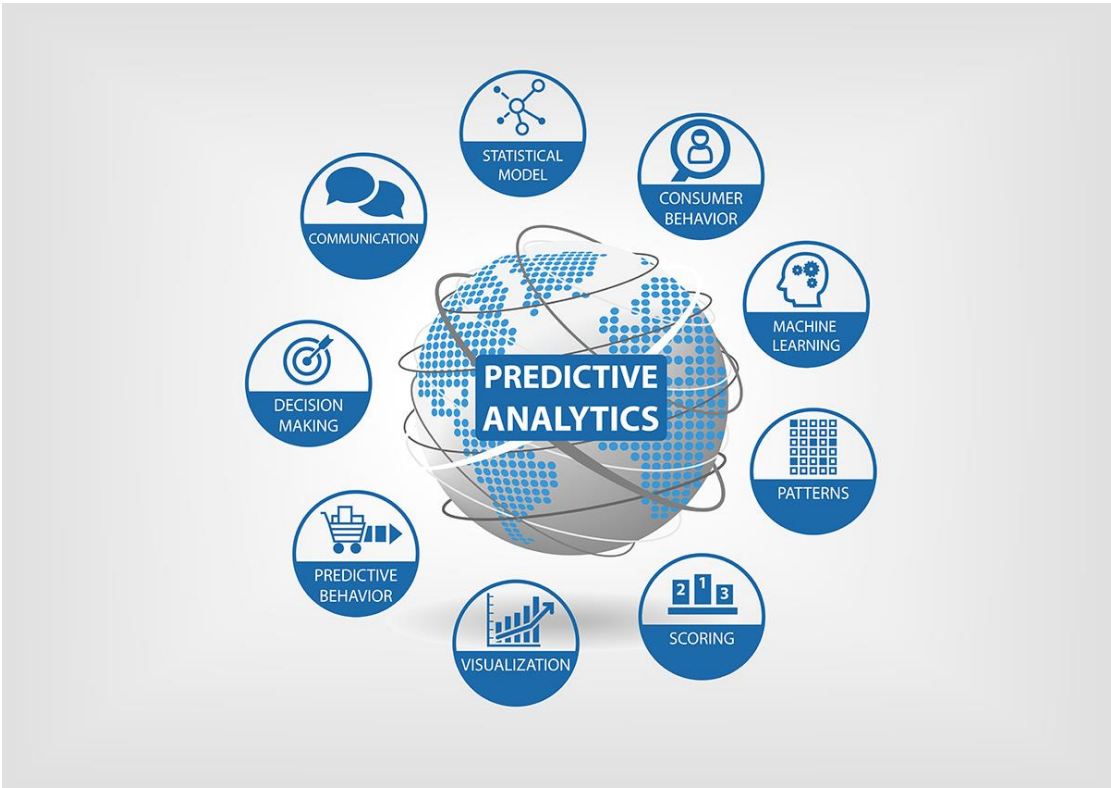 STATISTICAL
MODEL
CONSUMER
BEHAVIOR
COMMUNICATION
MACHINE
LEARNING
PREDICTIVE
ANALYTICS
DECISION
MAKING
PATTERNS
PREDICTIVE
BEHAVIOR
2 1 3
SCORING
VISUALIZATION